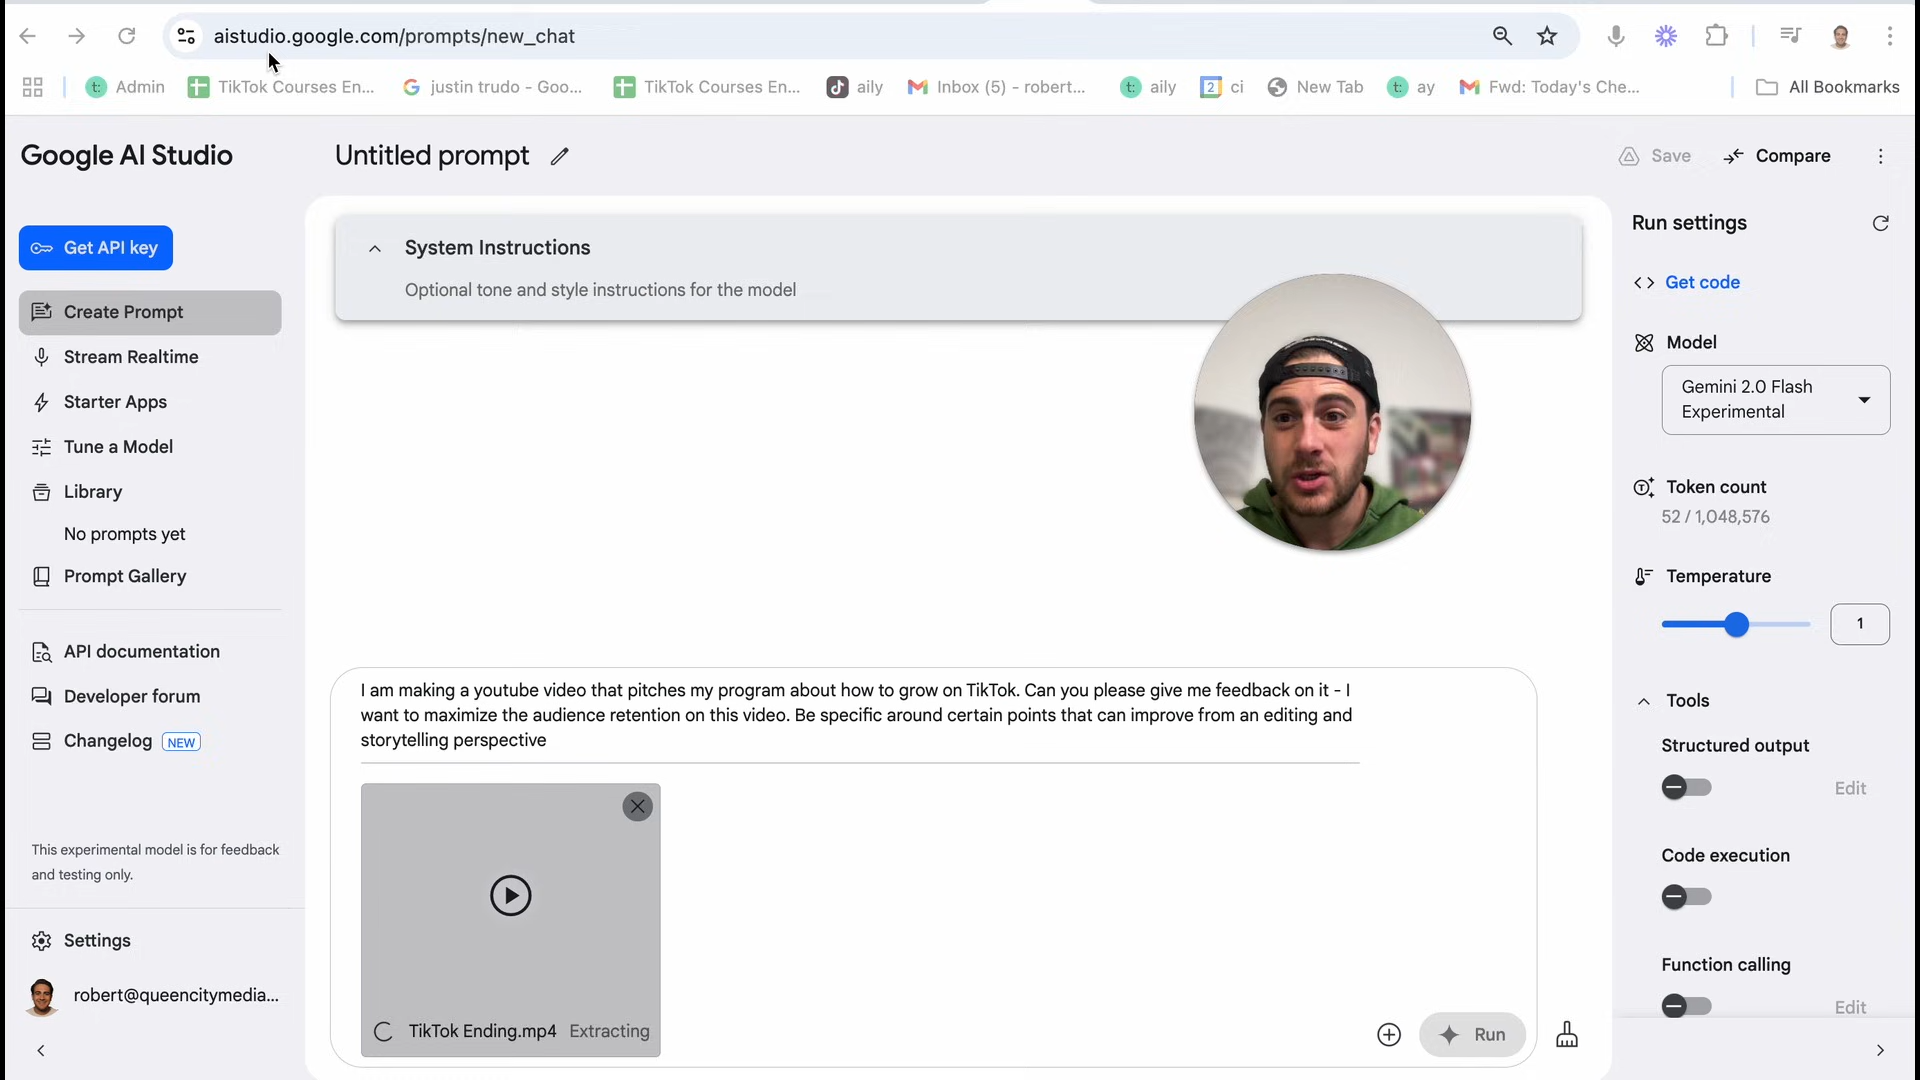 aistudio.google.com/prompts/new_chat
Admin
TikTok Courses En...
justin trudo - Goo...
TikTok Courses En...
aily
Inbox (5) - robert...
aily
2 ci
New Tab
ay
Fwd: Today's Che...
All Bookmarks
Google AI Studio
Untitled prompt
Save
Compare
Get API key
Create Prompt
Stream Realtime
Starter Apps
Tune a Model
Library
No prompts yet
Prompt Gallery
API documentation
Developer forum
Changelog NEW
This experimental model is for feedback
and testing only.
Settings
robert@queencitymedia...
System Instructions
Optional tone and style instructions for the model
I am making a youtube video that pitches my program about how to grow on TikTok. Can you please give me feedback on it - I
want to maximize the audience retention on this video. Be specific around certain points that can improve from an editing and
storytelling perspective
TikTok Ending.mp4 Extracting
Run
Run settings
Get code
Model
Gemini 2.0 Flash
Experimental
Token count
52 / 1,048,576
Temperature
1
Tools
Structured output
Edit
Code execution
Function calling
Edit